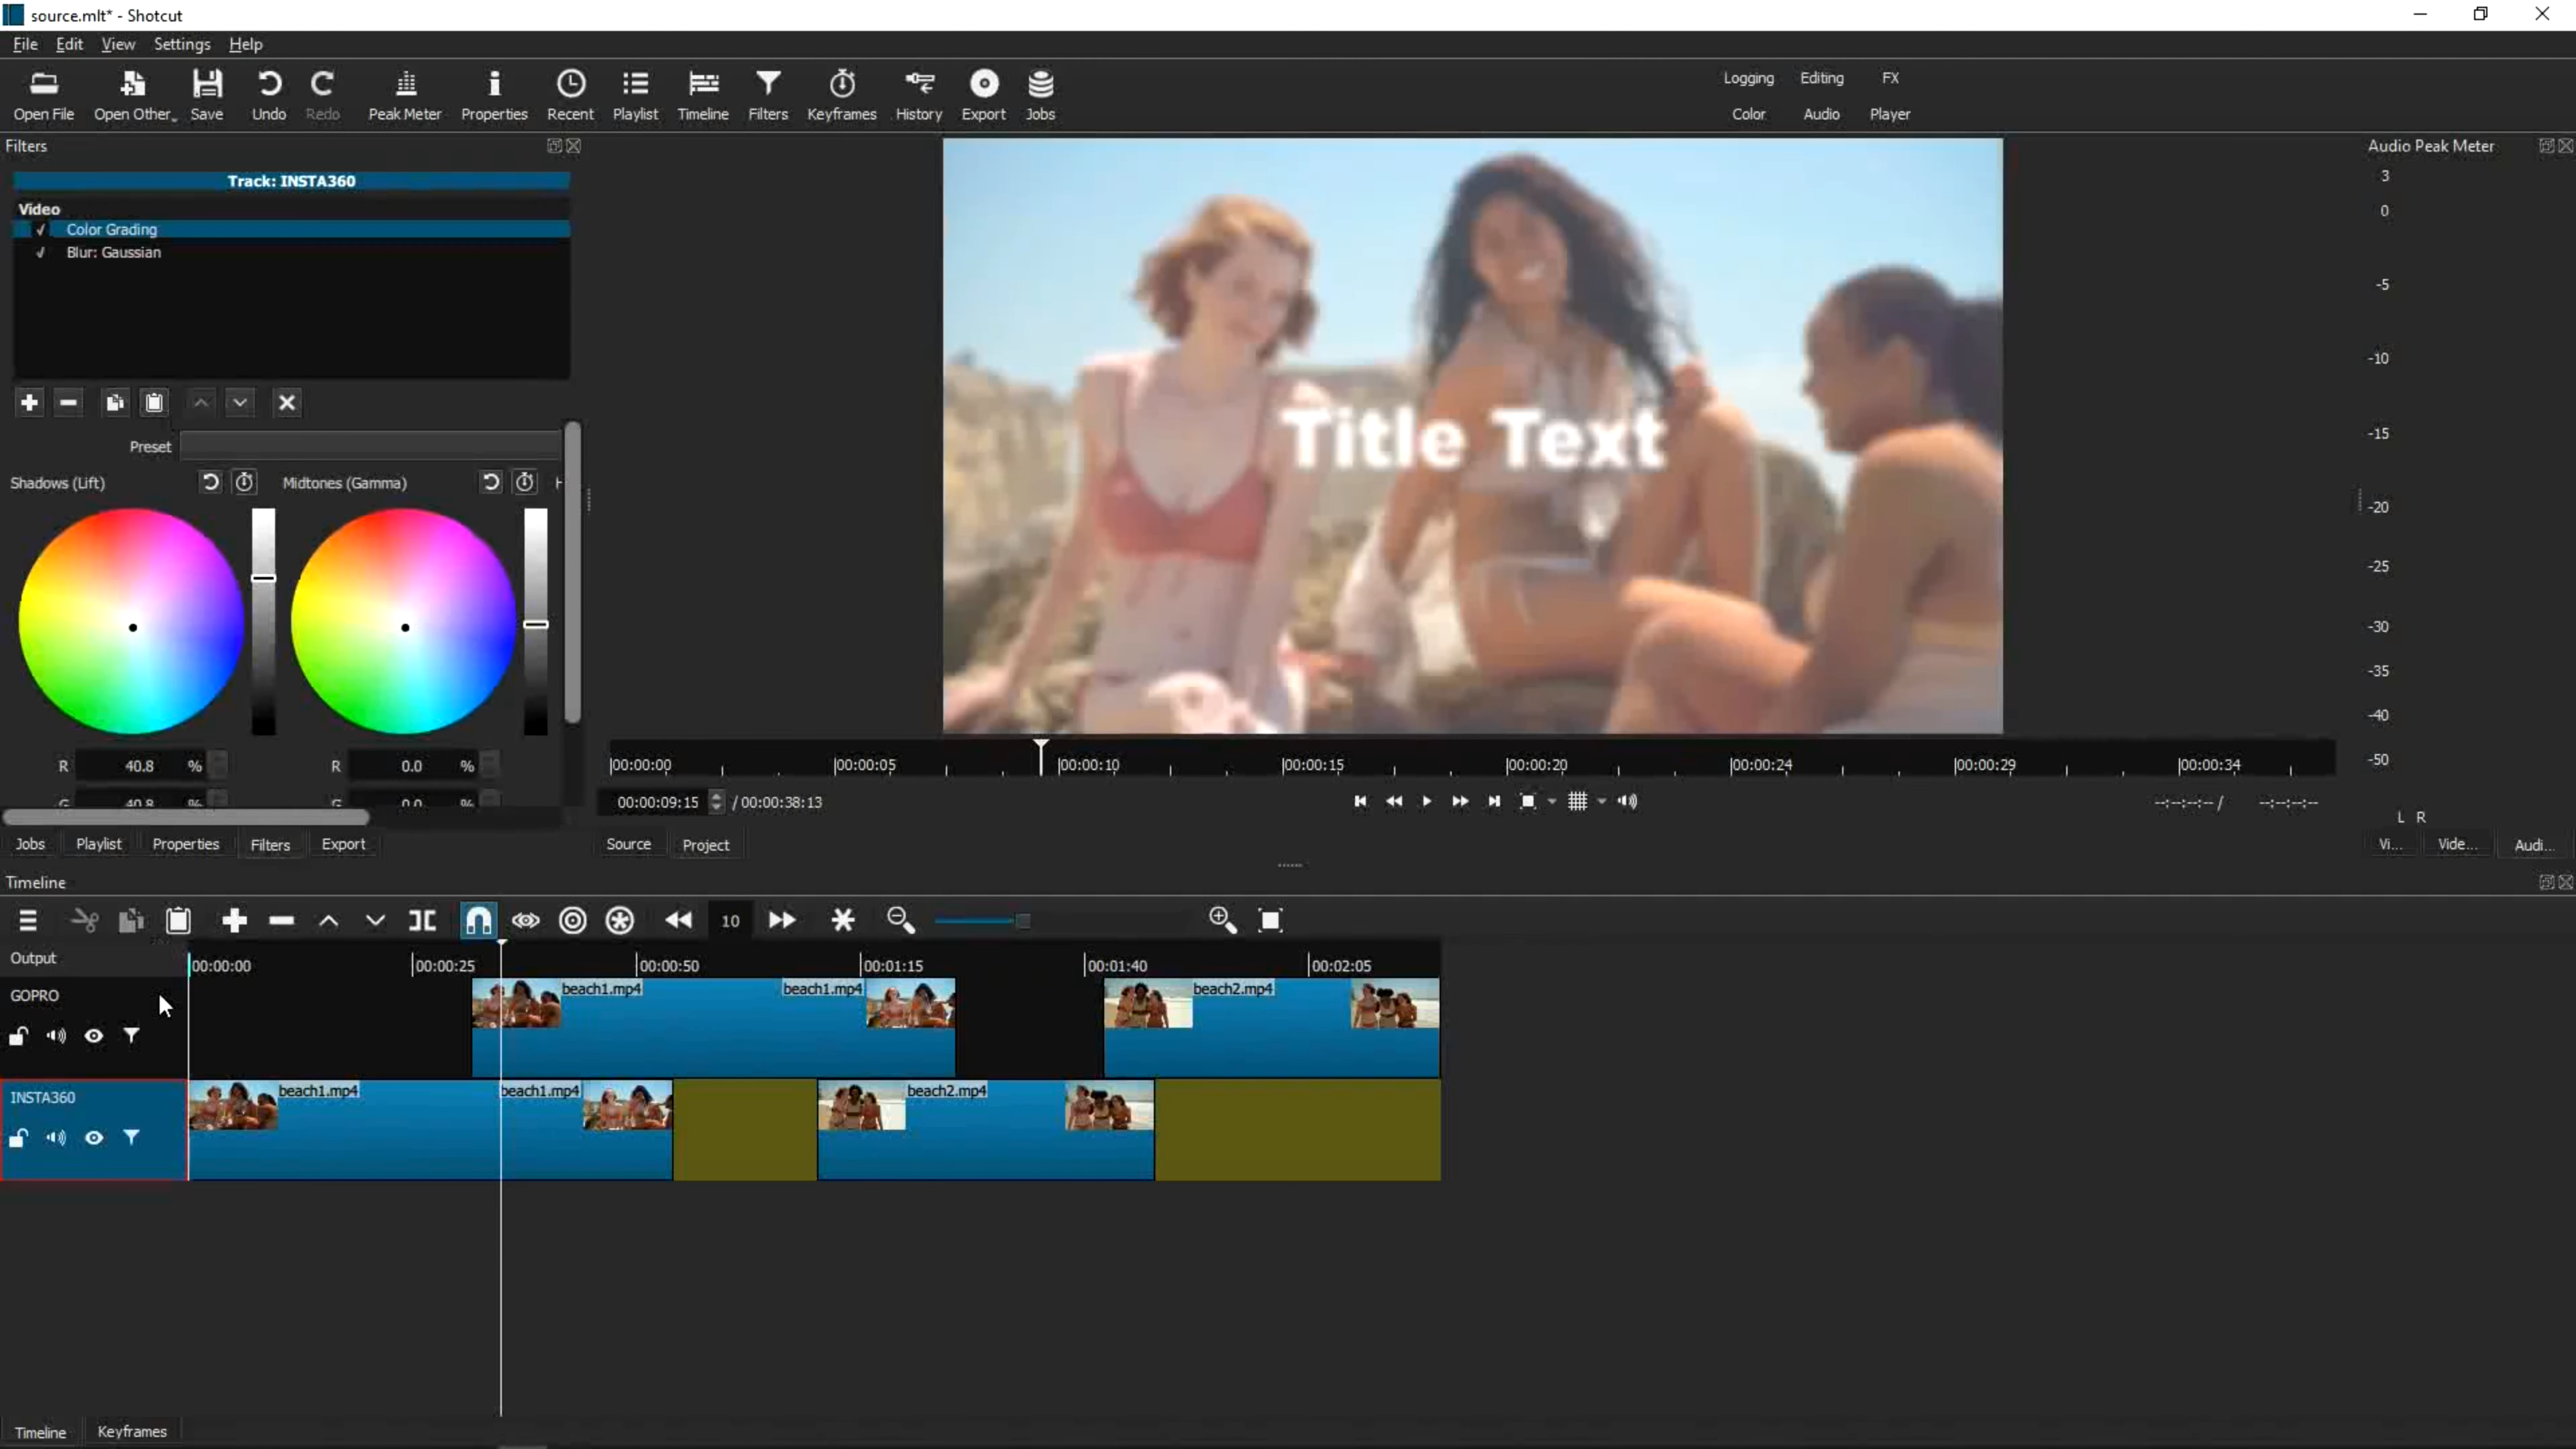 source.mlt* - Shotcut
File Edit View Settings Help
Open File Open Other... Save Undo Redo Peak Meter Properties Recent Playlist Timeline Filters Keyframes History Export Jobs
Logging Editing FX
Color Audio Player
Filters
Track: INSTA360
Video
Color Grading
Blur: Gaussian
Preset
Shadows (Lift) Midtones (Gamma) H
R 40.8 % R 0.0 %
G 40.8 % G 0.0 %
Jobs Playlist Properties Filters Export
Title Text
00:00:00 00:00:05 00:00:10 00:00:15 00:00:20 00:00:24 00:00:29 00:00:34
00:00:09:15 / 00:00:38:13
--:--:--:-- / --:--:--:--
Source Project
Audio Peak Meter
3
0
-5
-10
-15
-20
-25
-30
-35
-40
-50
L R
Vi... Vide... Audi...
Timeline
10
Output
00:00:00 00:00:25 00:00:50 00:01:15 00:01:40 00:02:05
GOPRO
beach1.mp4 beach1.mp4 beach2.mp4
INSTA360
beach1.mp4 beach1.mp4 beach2.mp4
Timeline Keyframes